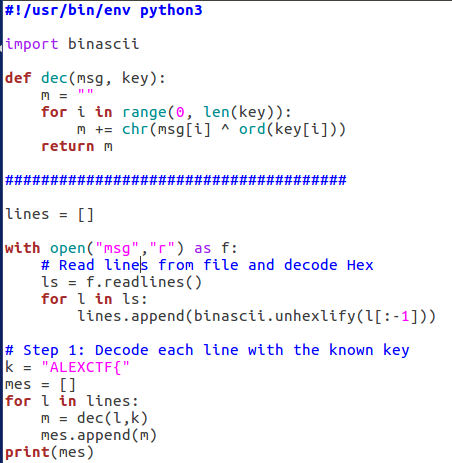 #!/usr/bin/env python3
import binascii
def dec(msg, key):
    m = ""
    for i in range(0, len(key)):
        m += chr(msg[i] ^ ord(key[i]))
    return m
######################################
lines = []
with open("msg","r") as f:
    # Read lines from file and decode Hex
    ls = f.readlines()
    for l in ls:
        lines.append(binascii.unhexlify(l[:-1]))
# Step 1: Decode each line with the known key
k = "ALEXCTF{"
mes = []
for l in lines:
    m = dec(l,k)
    mes.append(m)
print(mes)